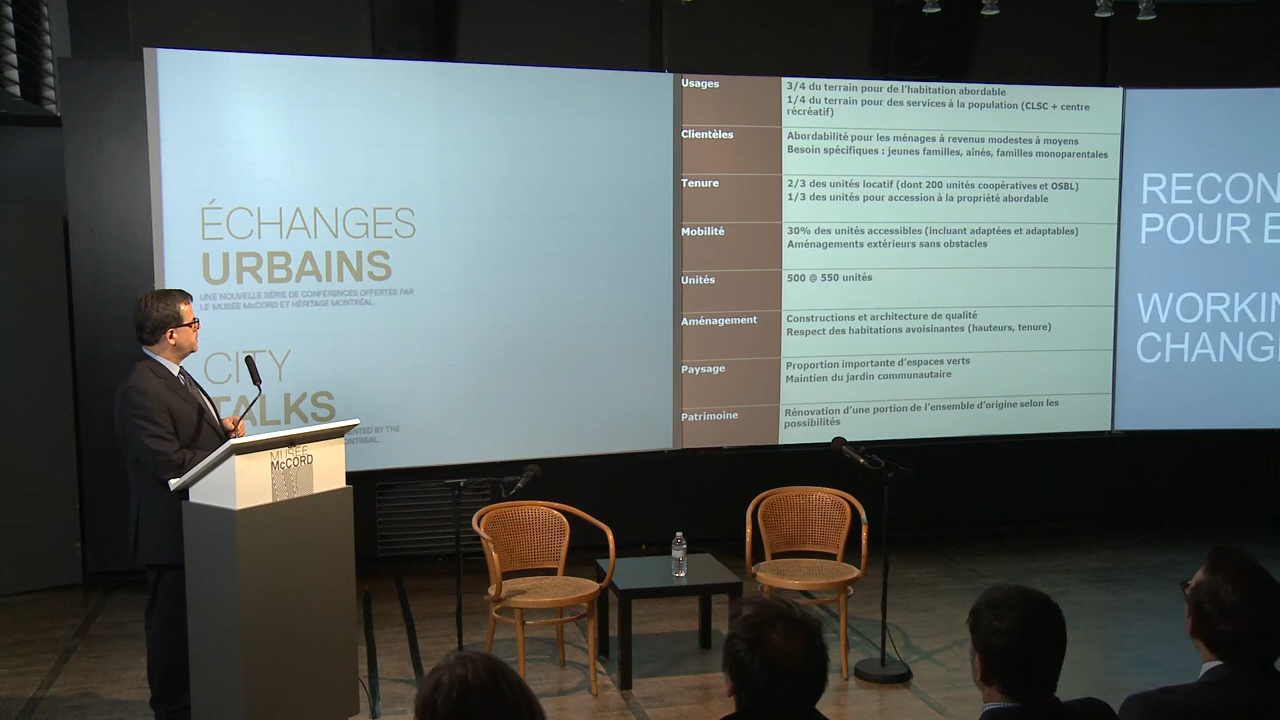 ÉCHANGES
URBAINS
UNE NOUVELLE SÉRIE DE CONFÉRENCES OFFERTES PAR
LE MUSÉE McCORD ET HÉRITAGE MONTRÉAL
CITY
TALKS
ENTED BY THE
ONTREAL
MUSÉE
McCORD
Usages
3/4 du terrain pour de l'habitation abordable
1/4 du terrain pour des services à la population (CLSC + centre
récréatif)
Clientèles
Abordabilité pour les ménages à revenus modestes à moyens
Besoin spécifiques : jeunes familles, aînés, familles monoparentales
Tenure
2/3 des unités locatif (dont 200 unités coopératives et OSBL)
1/3 des unités pour accession à la propriété abordable
Mobilité
30% des unités accessibles (incluant adaptées et adaptables)
Aménagements extérieurs sans obstacles
Unités
500 @ 550 unités
Aménagement
Constructions et architecture de qualité
Respect des habitations avoisinantes (hauteurs, tenure)
Paysage
Proportion importante d'espaces verts
Maintien du jardin communautaire
Patrimoine
Rénovation d'une portion de l'ensemble d'origine selon les
possibilités
RECON
POUR E
WORKIN
CHANG